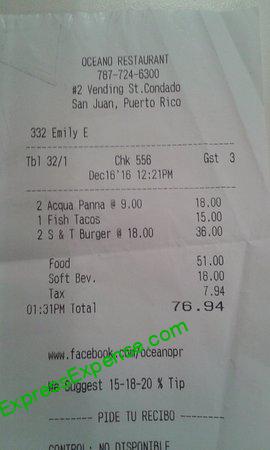 OCEANO RESTAURANT
787-724-6300
#2 Vending St.Condado
San Juan, Puerto Rico
332 Emily E
Tbl 32/1 Chk 556 Gst 3
Dec16'16 12:21PM
2 Acqua Panna @ 9.00 18.00
1 Fish Tacos 15.00
2 S & T Burger @ 18.00 36.00
Food 51.00
Soft Bev. 18.00
Tax 7.94
01:31PM Total 76.94
www.facebook.com/oceanopr
We Suggest 15-18-20 % Tip
-------- PIDE TU RECIBO --------
CONTROL: NO DISPONIBLE
ExpressExpense.com